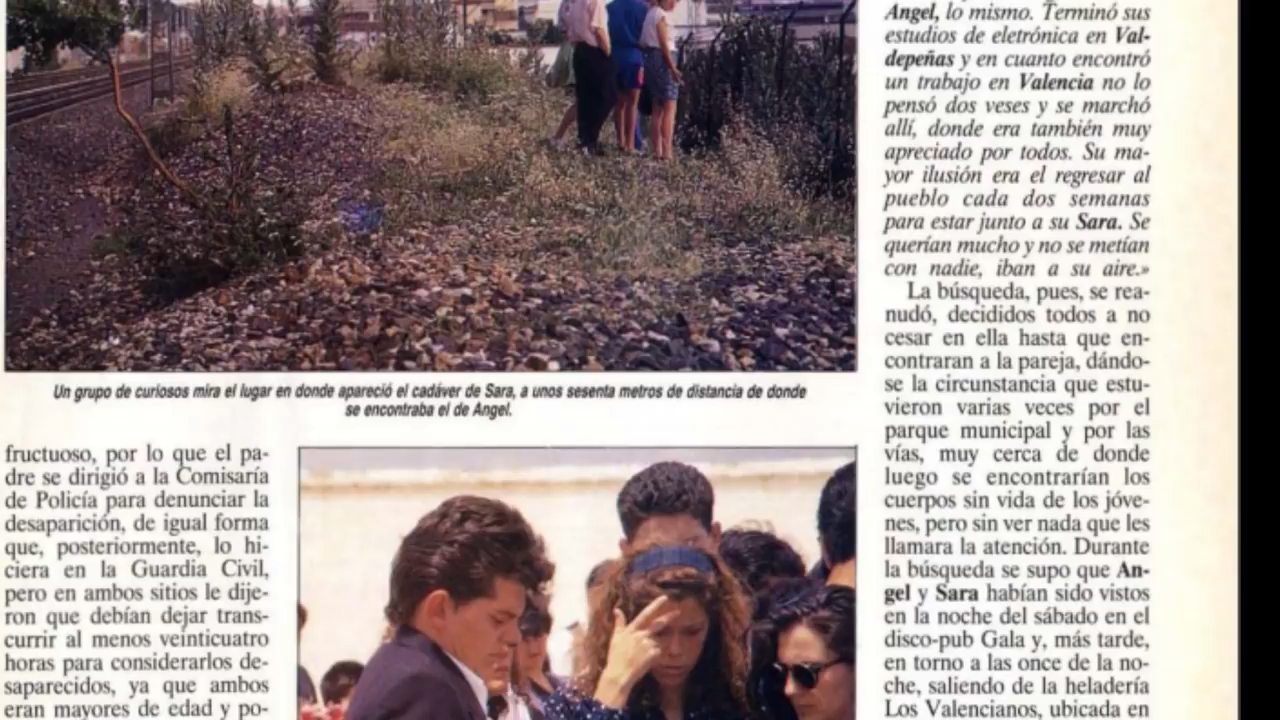 Un grupo de curiosos mira el lugar en donde apareció el cadáver de Sara, a unos sesenta metros de distancia de donde
se encontraba el de Angel.
fructuoso, por lo que el pa-
dre se dirigió a la Comisaría
de Policía para denunciar la
desaparición, de igual forma
que, posteriormente, lo hi-
ciera en la Guardia Civil,
pero en ambos sitios le dije-
ron que debían dejar trans-
currir al menos veinticuatro
horas para considerarlos de-
saparecidos, ya que ambos
eran mayores de edad y po-
Angel, lo mismo. Terminó sus
estudios de eletrónica en Val-
depeñas y en cuanto encontró
un trabajo en Valencia no lo
pensó dos veses y se marchó
allí, donde era también muy
apreciado por todos. Su ma-
yor ilusión era el regresar al
pueblo cada dos semanas
para estar junto a su Sara. Se
querían mucho y no se metían
con nadie, iban a su aire.»
La búsqueda, pues, se rea-
nudó, decididos todos a no
cesar en ella hasta que en-
contraran a la pareja, dándo-
se la circunstancia que estu-
vieron varias veces por el
parque municipal y por las
vías, muy cerca de donde
luego se encontrarían los
cuerpos sin vida de los jóve-
nes, pero sin ver nada que les
llamara la atención. Durante
la búsqueda se supo que An-
gel y Sara habían sido vistos
en la noche del sábado en el
disco-pub Gala y, más tarde,
en torno a las once de la no-
che, saliendo de la heladería
Los Valencianos, ubicada en